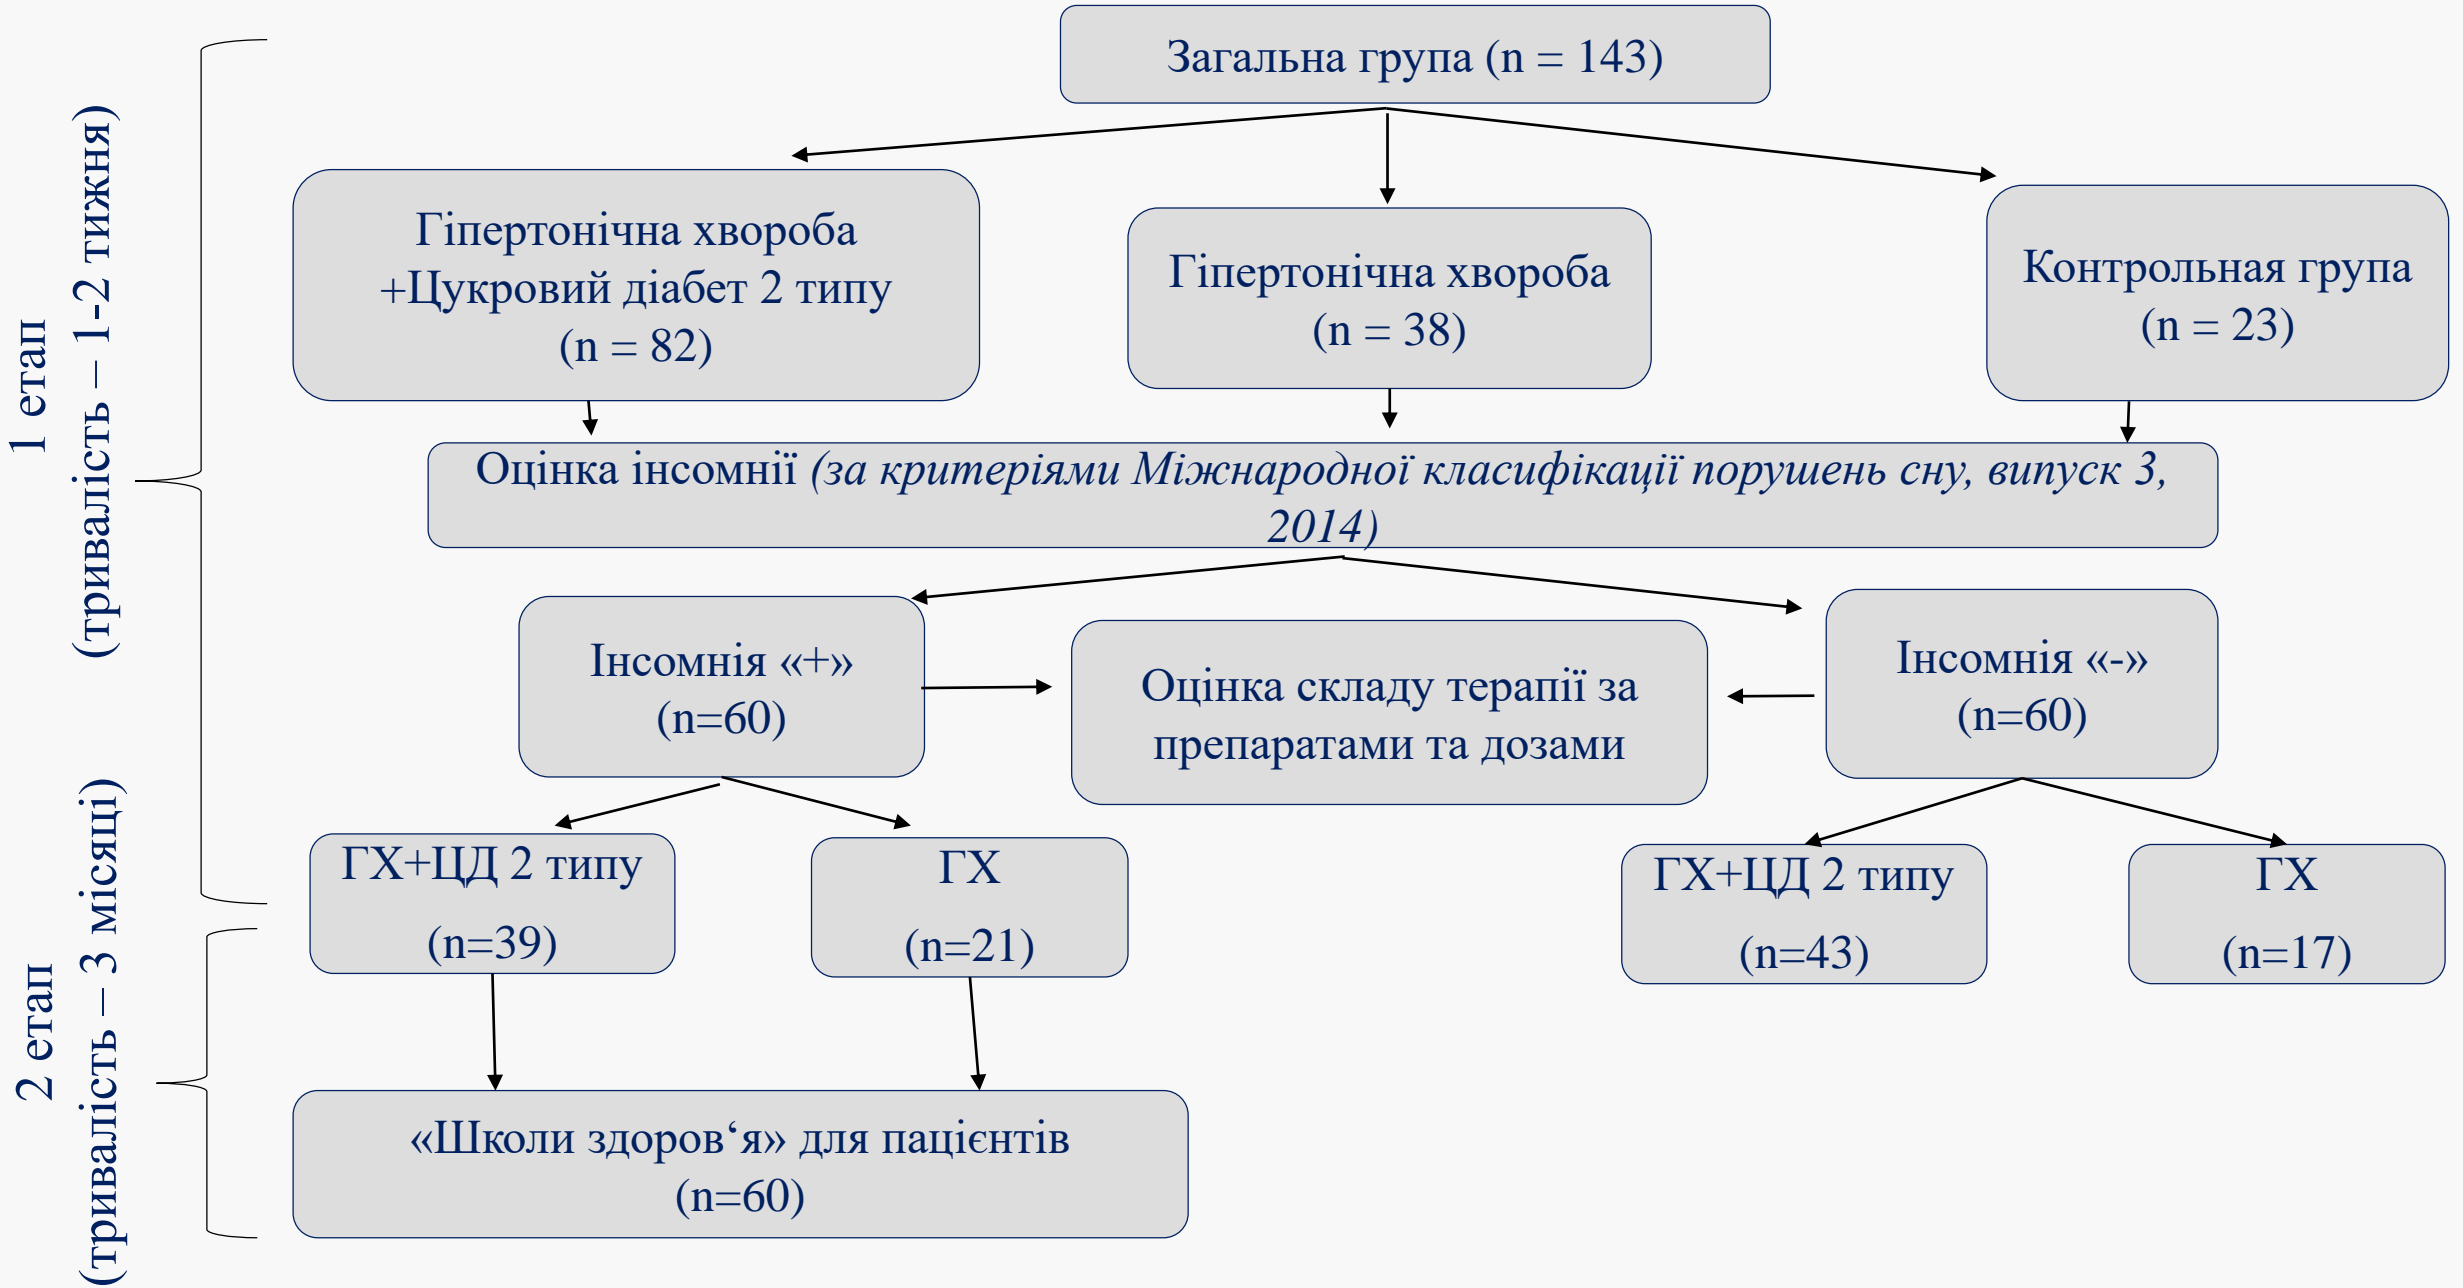 Загальна група (n = 143)
1 етап
(тривалість – 1-2 тижня)
Гіпертонічна хвороба
+Цукровий діабет 2 типу
(n = 82)
Гіпертонічна хвороба
(n = 38)
Контрольная група
(n = 23)
Оцінка інсомнії (за критеріями Міжнародної класифікації порушень сну, випуск 3,
2014)
Інсомнія «+»
(n=60)
Оцінка складу терапії за
препаратами та дозами
Інсомнія «-»
(n=60)
ГХ+ЦД 2 типу
(n=39)
ГХ
(n=21)
ГХ+ЦД 2 типу
(n=43)
ГХ
(n=17)
2 етап
(тривалість – 3 місяці)
«Школи здоров‘я» для пацієнтів
(n=60)